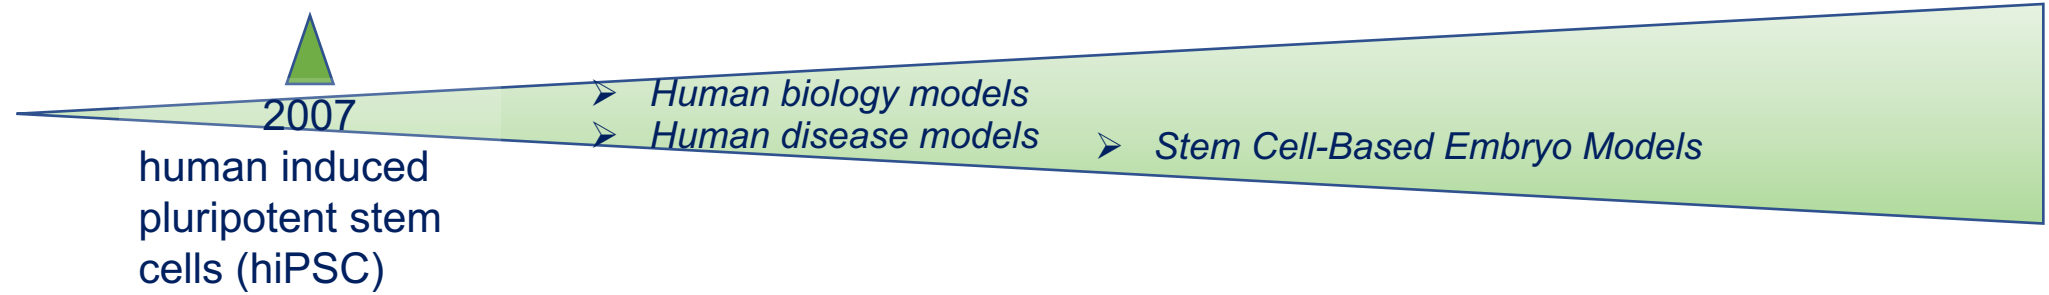 2007
human induced
pluripotent stem
cells (hiPSC)
➢ Human biology models
➢ Human disease models
➢ Stem Cell-Based Embryo Models